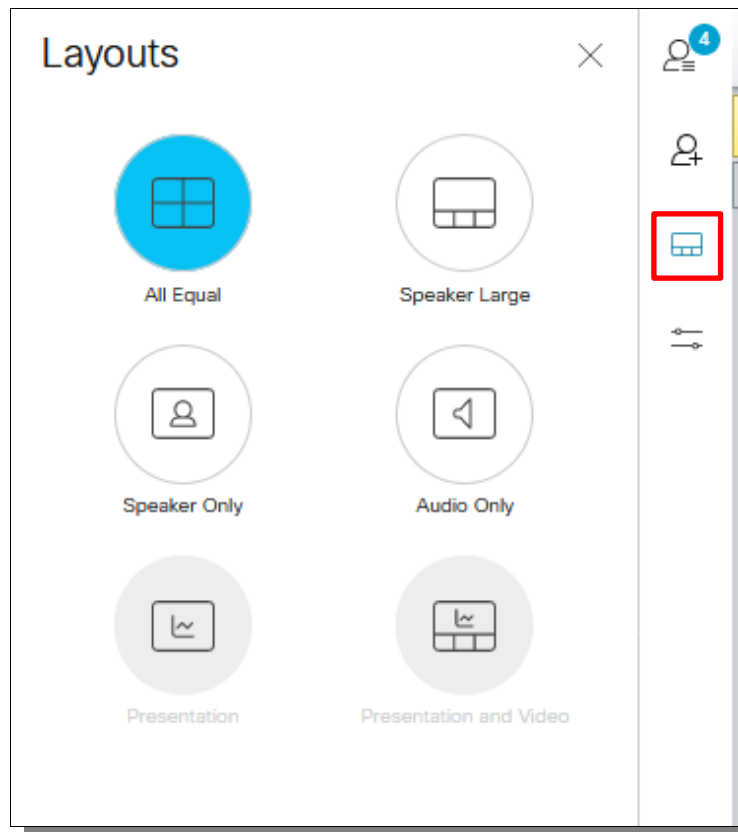 Layouts
4
All Equal
Speaker Large
Speaker Only
Audio Only
Presentation
Presentation and Video